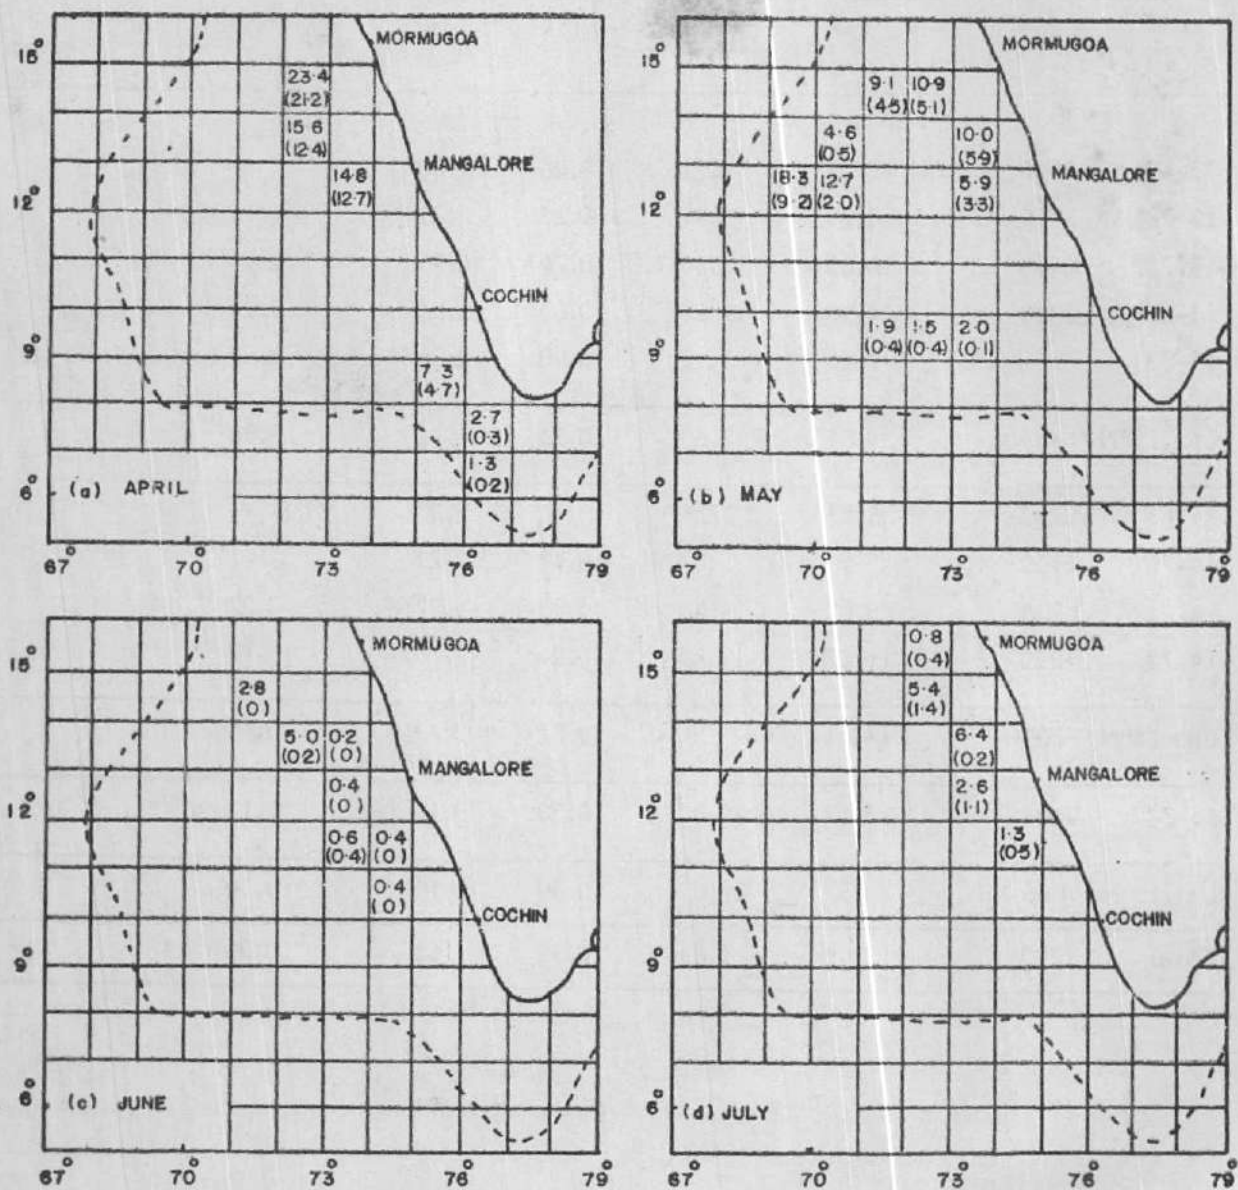 MORMUGOA
15°
23·4
(21·2)
15·6
(12·4)
MANGALORE
14·8
(12·7)
12°
COCHIN
9°
7·3
(4·7)
2·7
(0·3)
1·3
(0·2)
6°
(a) APRIL
67° 70° 73° 76° 79°
MORMUGOA
15°
9·1 10·9
(4·5) (5·1)
4·6 10·0
(0·5) (5·9)
MANGALORE
18·3 12·7 5·9
(9·2) (2·0) (3·3)
12°
COCHIN
1·9 1·5 2·0
(0·4) (0·4) (0·1)
9°
6°
(b) MAY
67° 70° 73° 76° 79°
MORMUGOA
15°
2·8
(0)
5·0 0·2
(0·2) (0)
MANGALORE
0·4
(0)
12°
0·6 0·4
(0·4) (0)
0·4
(0)
COCHIN
9°
6°
(c) JUNE
67° 70° 73° 76° 79°
0·8
(0·4)
MORMUGOA
15°
5·4
(1·4)
6·4
(0·2)
MANGALORE
2·6
(1·1)
12°
1·3
(0·5)
COCHIN
9°
6°
(d) JULY
67° 70° 73° 76° 79°